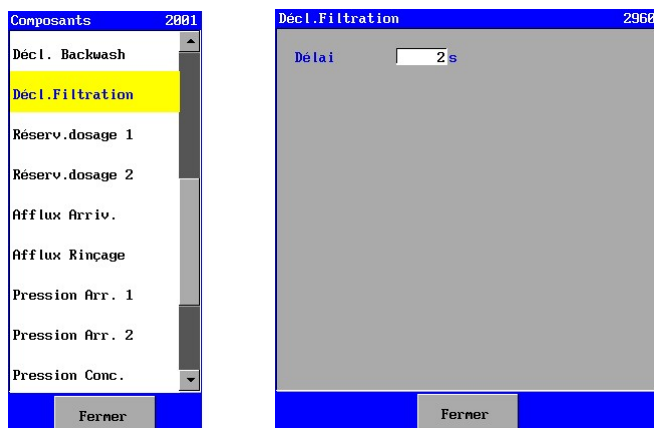 Composants 2001
Décl. Backwash
Décl.Filtration
Réserv.dosage 1
Réserv.dosage 2
Afflux Arriv.
Afflux Rinçage
Pression Arr. 1
Pression Arr. 2
Pression Conc.
Fermer
Décl.Filtration 2960
Délai 2 s
Fermer